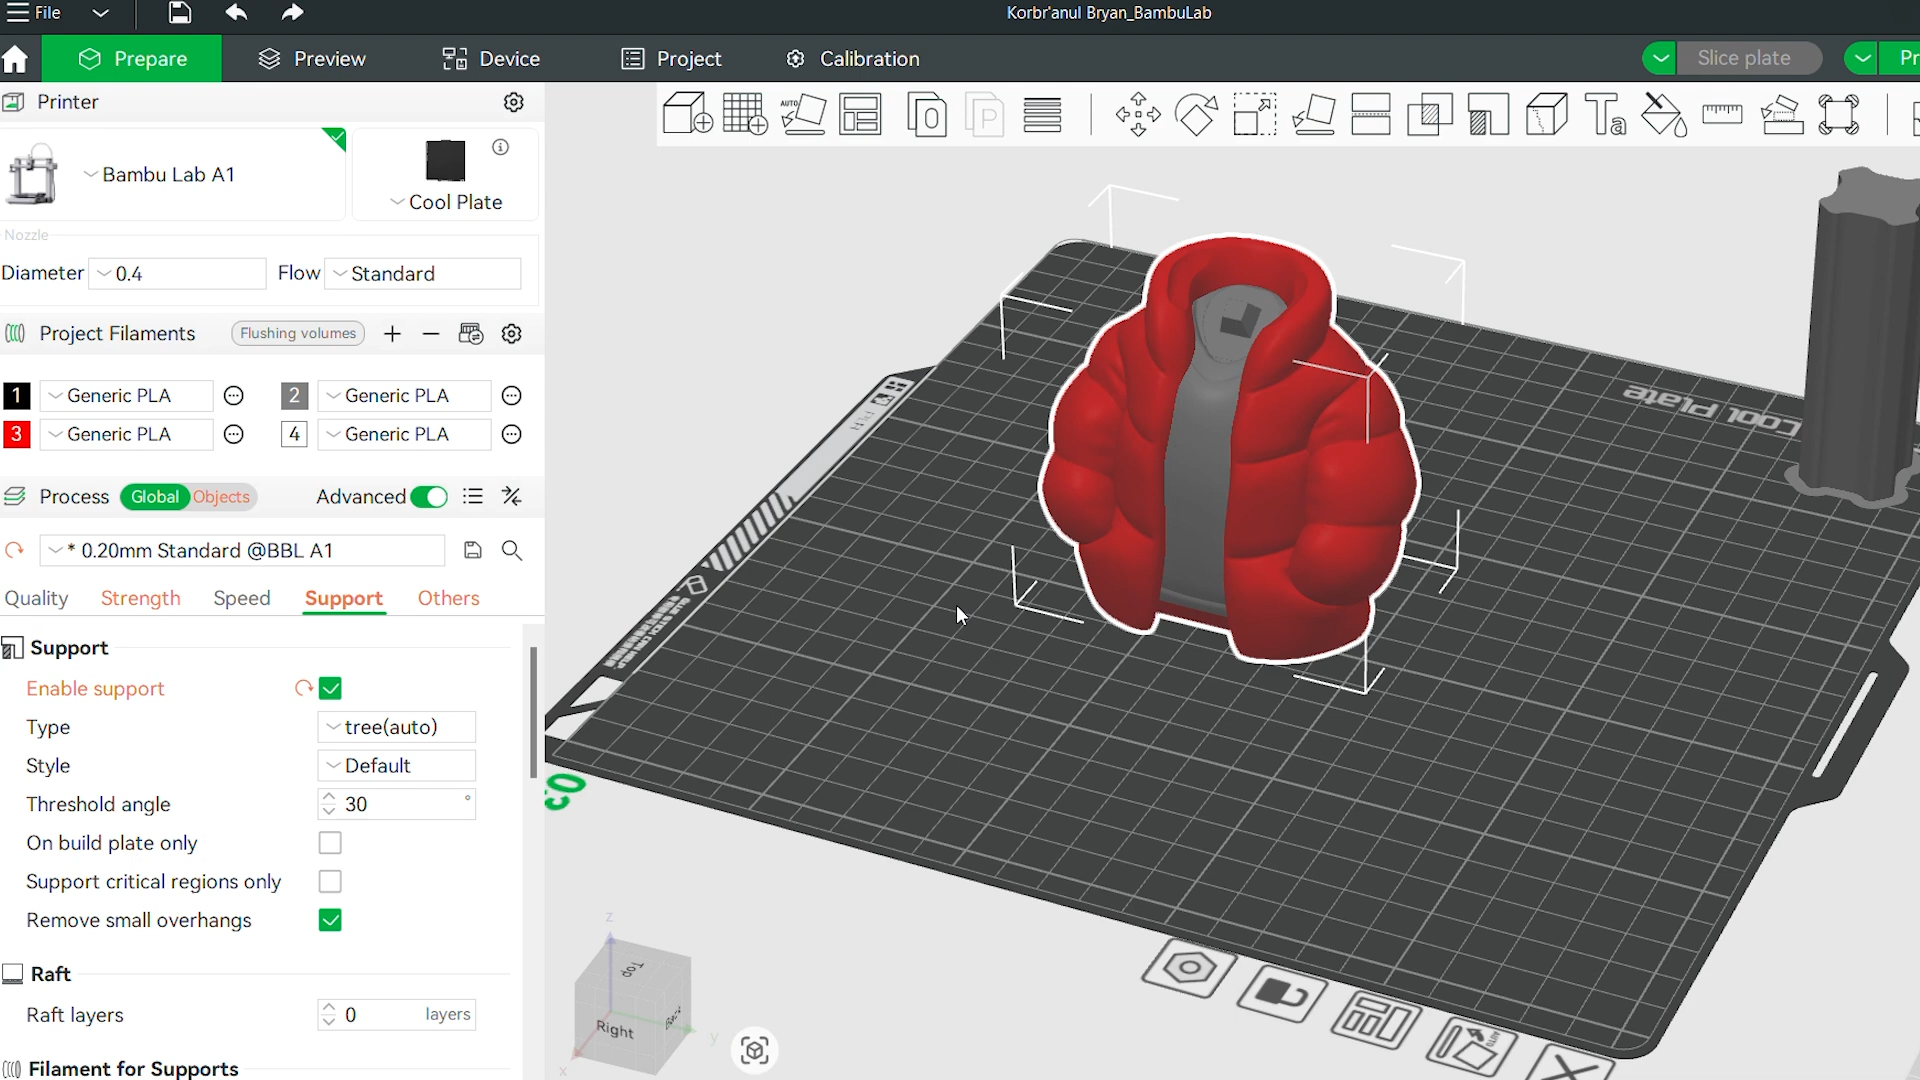 File
Korbr'anul Bryan_BambuLab
Prepare
Preview
Device
Project
Calibration
Slice plate
Pr
Printer
Bambu Lab A1
Cool Plate
Nozzle
Diameter
0.4
Flow
Standard
Project Filaments
Flushing volumes
1
Generic PLA
2
Generic PLA
3
Generic PLA
4
Generic PLA
Process
Global
Objects
Advanced
* 0.20mm Standard @BBL A1
Quality
Strength
Speed
Support
Others
Support
Enable support
Type
tree(auto)
Style
Default
Threshold angle
30
°
On build plate only
Support critical regions only
Remove small overhangs
Raft
Raft layers
0
layers
Filament for Supports
AUTO
Cool Plate
03
z
Top
Right
y
x
AUTO